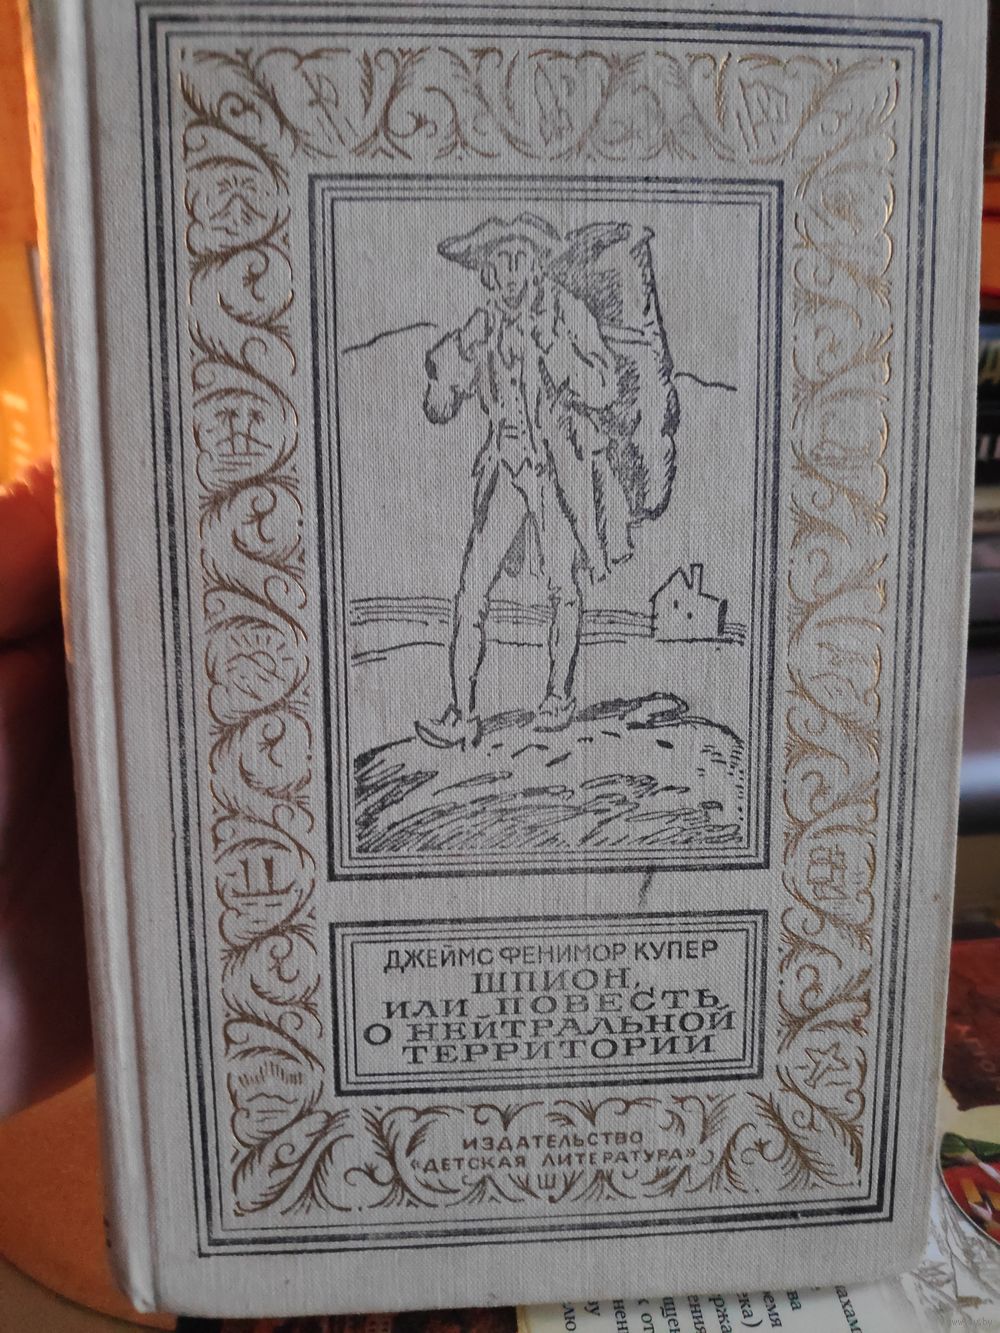 ДЖЕЙМС ФЕНИМОР КУПЕР
ШПИОН,
ИЛИ ПОВЕСТЬ
О НЕЙТРАЛЬНОЙ
ТЕРРИТОРИИ
ИЗДАТЕЛЬСТВО
«ДЕТСКАЯ ЛИТЕРАТУРА»